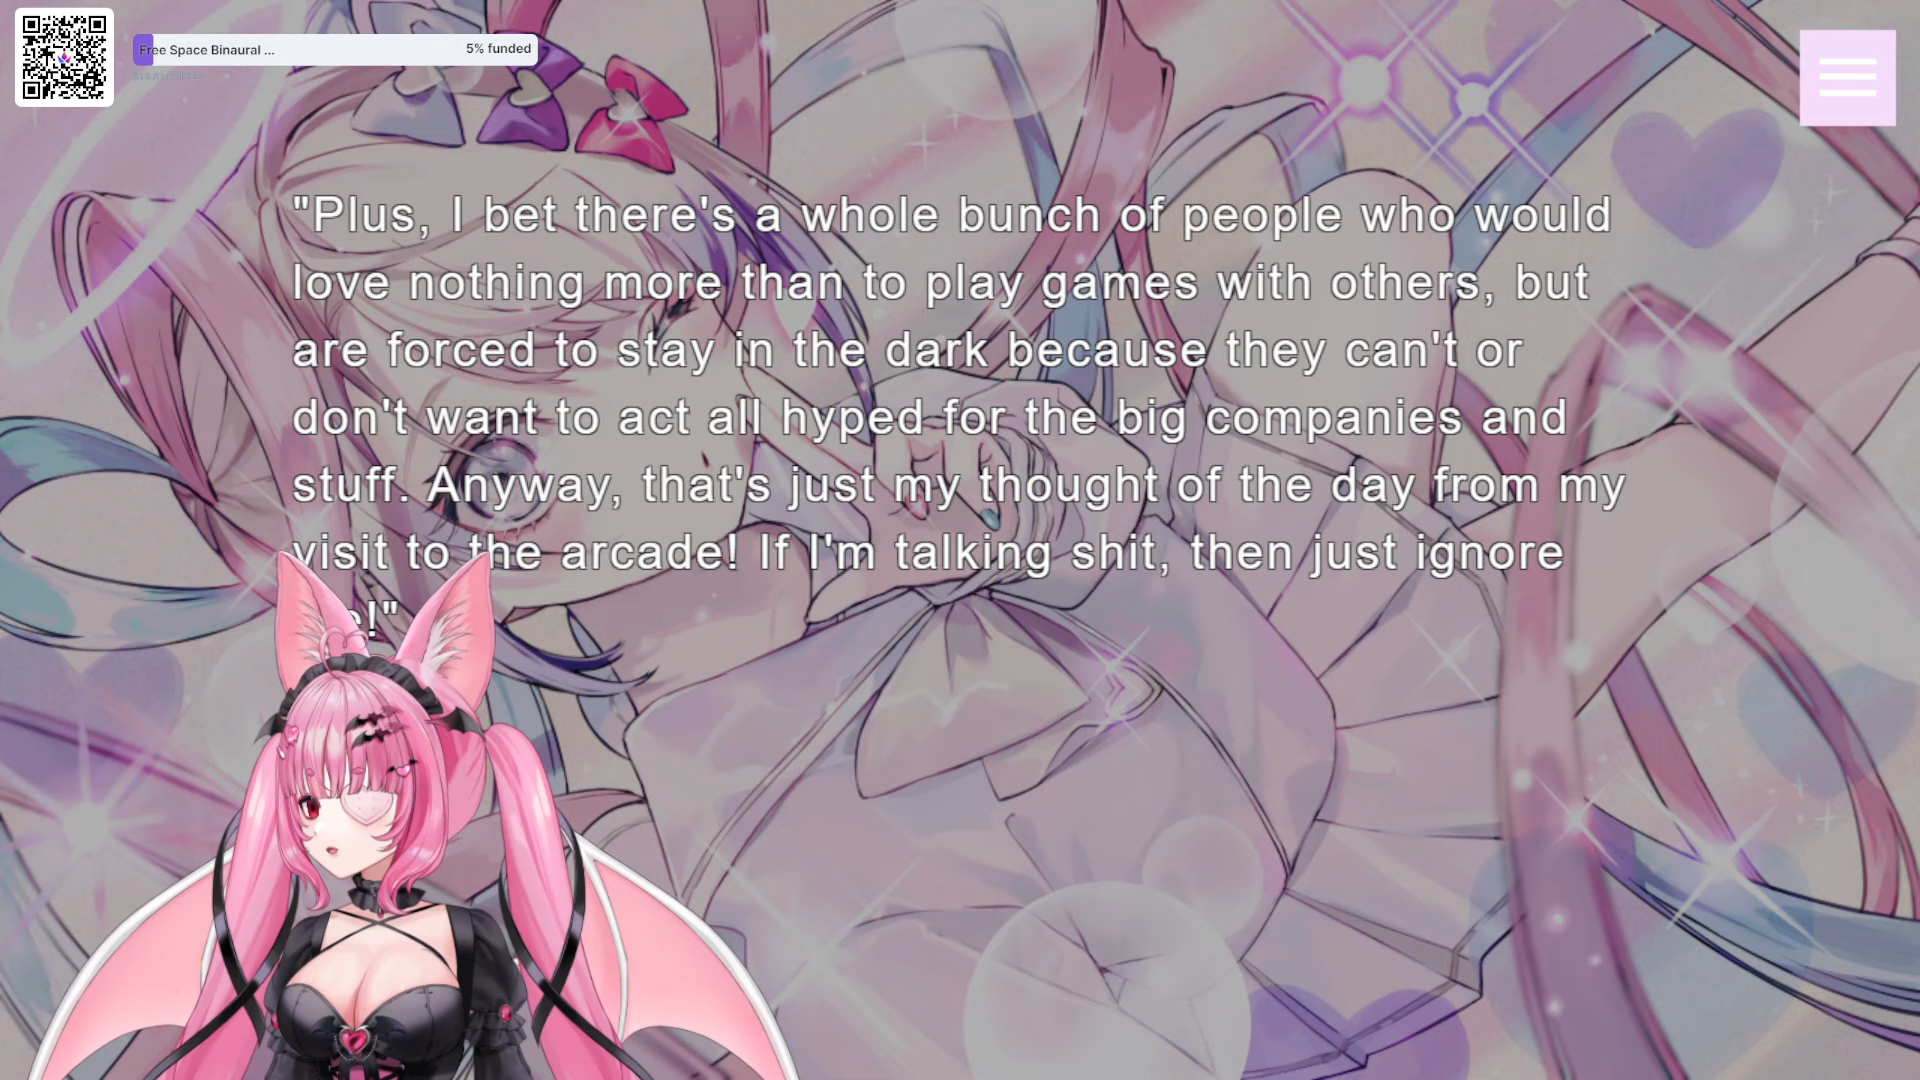 Free Space Binaural ...
5% funded
"Plus, I bet there's a whole bunch of people who would
love nothing more than to play games with others, but
are forced to stay in the dark because they can't or
don't want to act all hyped for the big companies and
stuff. Anyway, that's just my thought of the day from my
visit to the arcade! If I'm talking shit, then just ignore
e!"